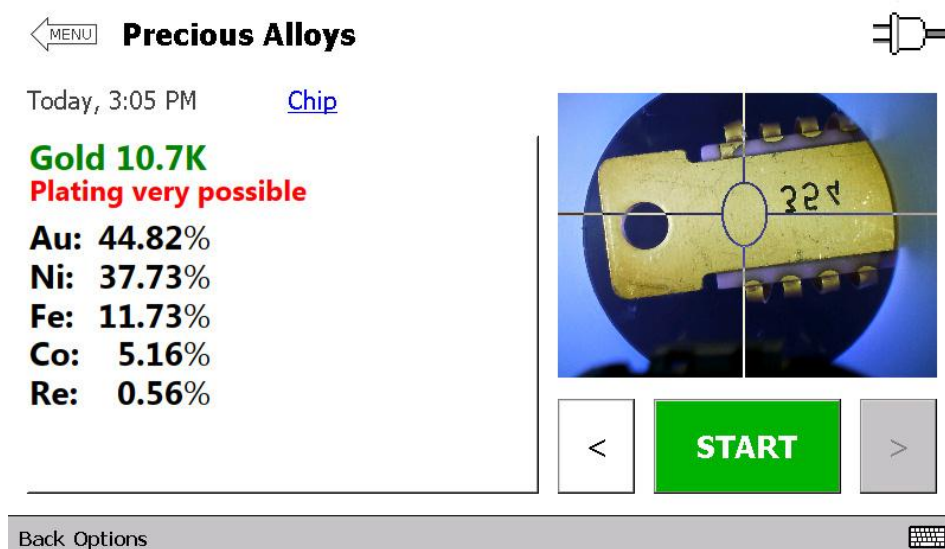 MENU Precious Alloys
Today, 3:05 PM Chip
Gold 10.7K
Plating very possible
Au: 44.82%
Ni: 37.73%
Fe: 11.73%
Co: 5.16%
Re: 0.56%
354
< START >
Back Options